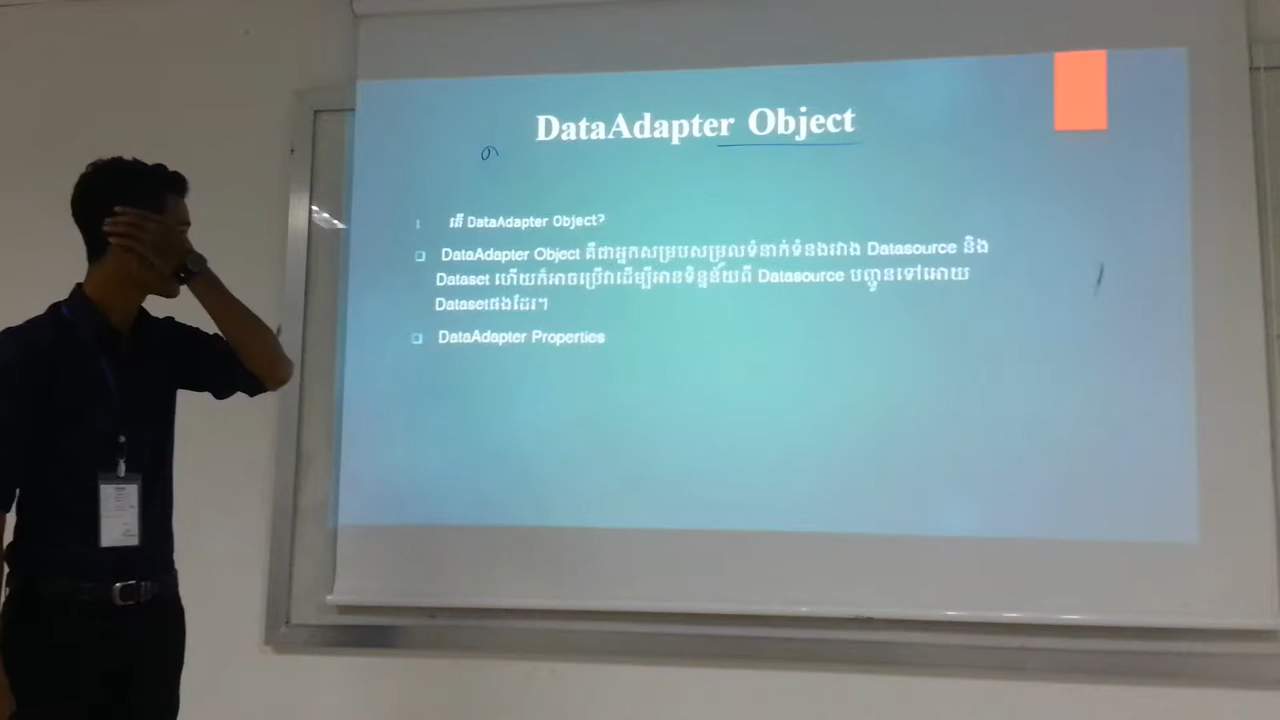 DataAdapter Object
I. តើ DataAdapter Object?
DataAdapter Object គឺជាអ្នកសម្របសម្រួលទំនាក់ទំនងរវាង Datasource និង
Dataset ហើយក៏អាចប្រើវាដើម្បីអានទិន្នន័យពី Datasource បញ្ជូនទៅអោយ
Datasetផងដែរ។
DataAdapter Properties